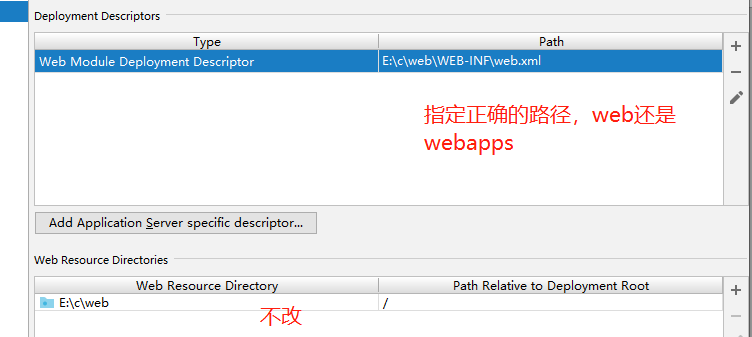 Deployment Descriptors
Type Path
Web Module Deployment Descriptor E:\c\web\WEB-INF\web.xml
指定正确的路径，web还是
webapps
Add Application Server specific descriptor...
Web Resource Directories
Web Resource Directory Path Relative to Deployment Root
E:\c\web /
不改